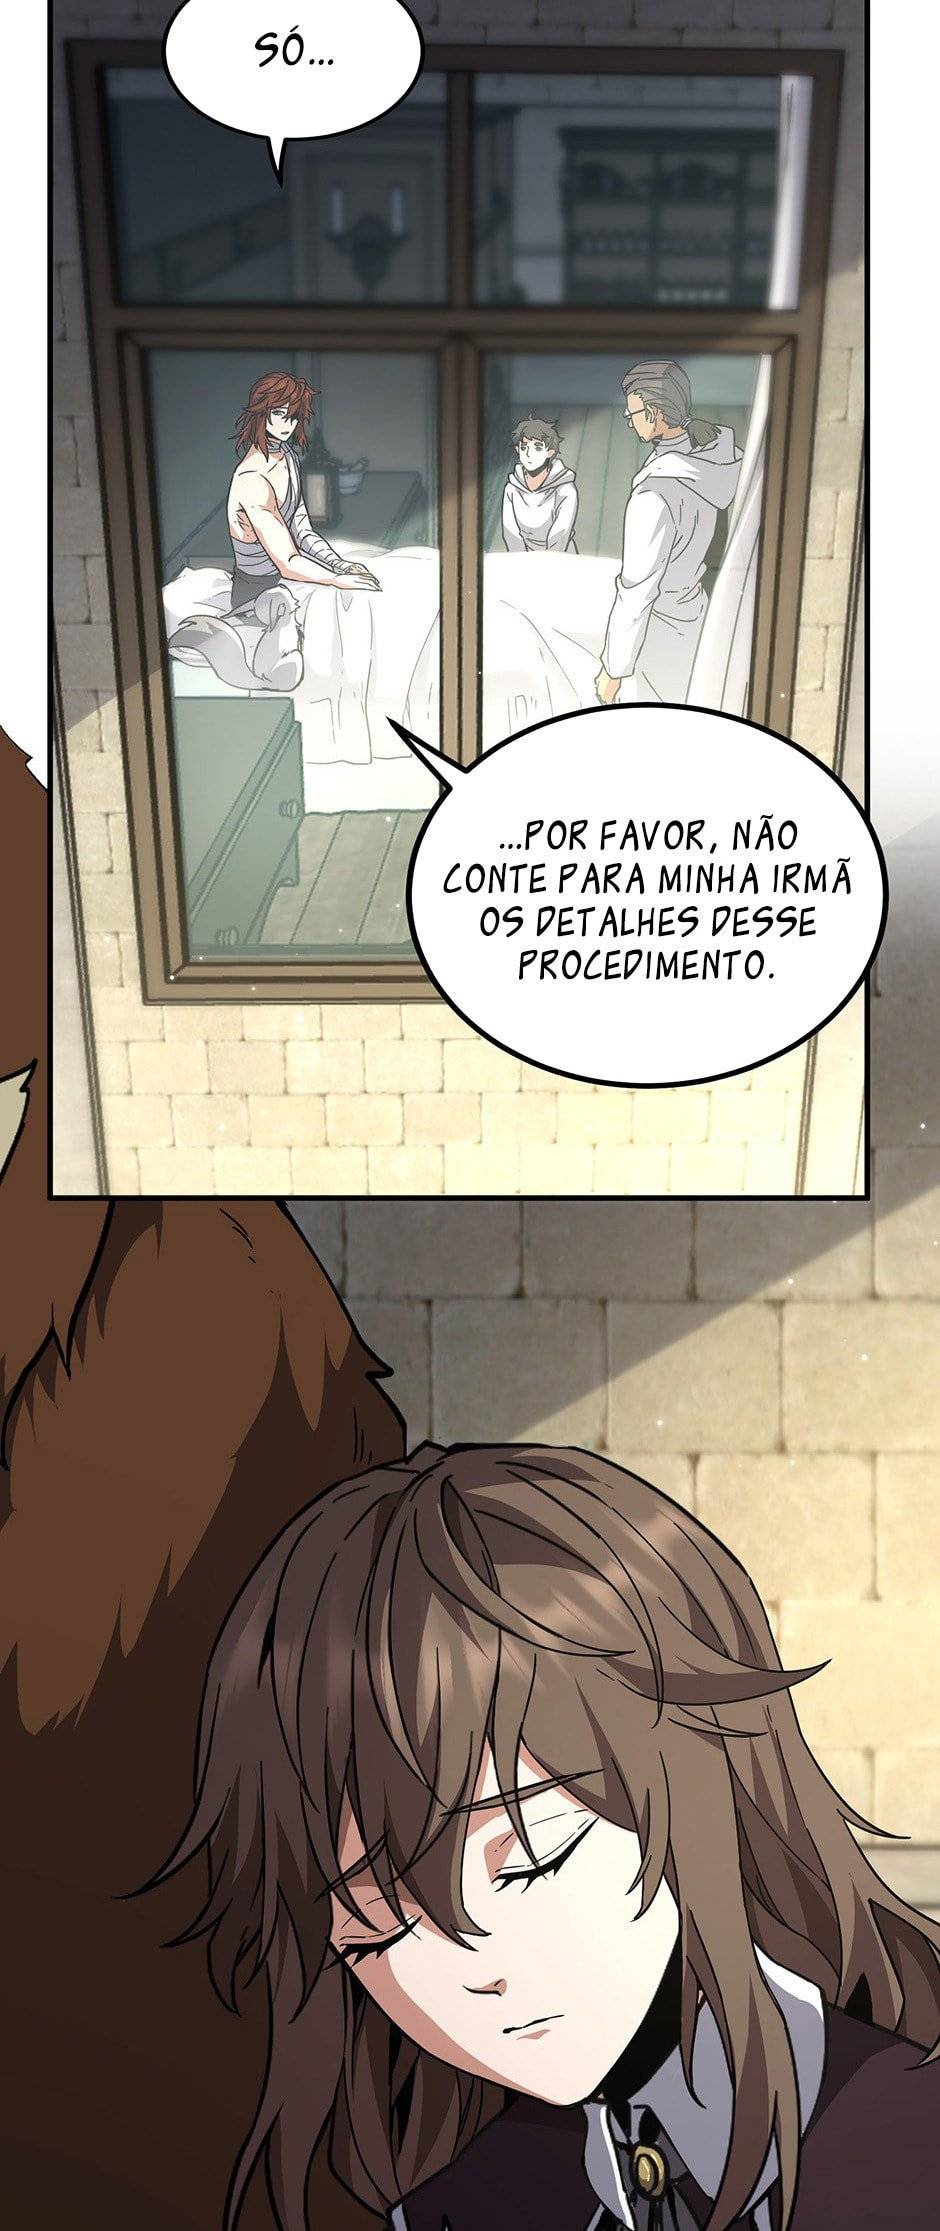 SÓ...
...POR FAVOR, NÃO
CONTE PARA MINHA IRMÃ
OS DETALHES DESSE
PROCEDIMENTO.